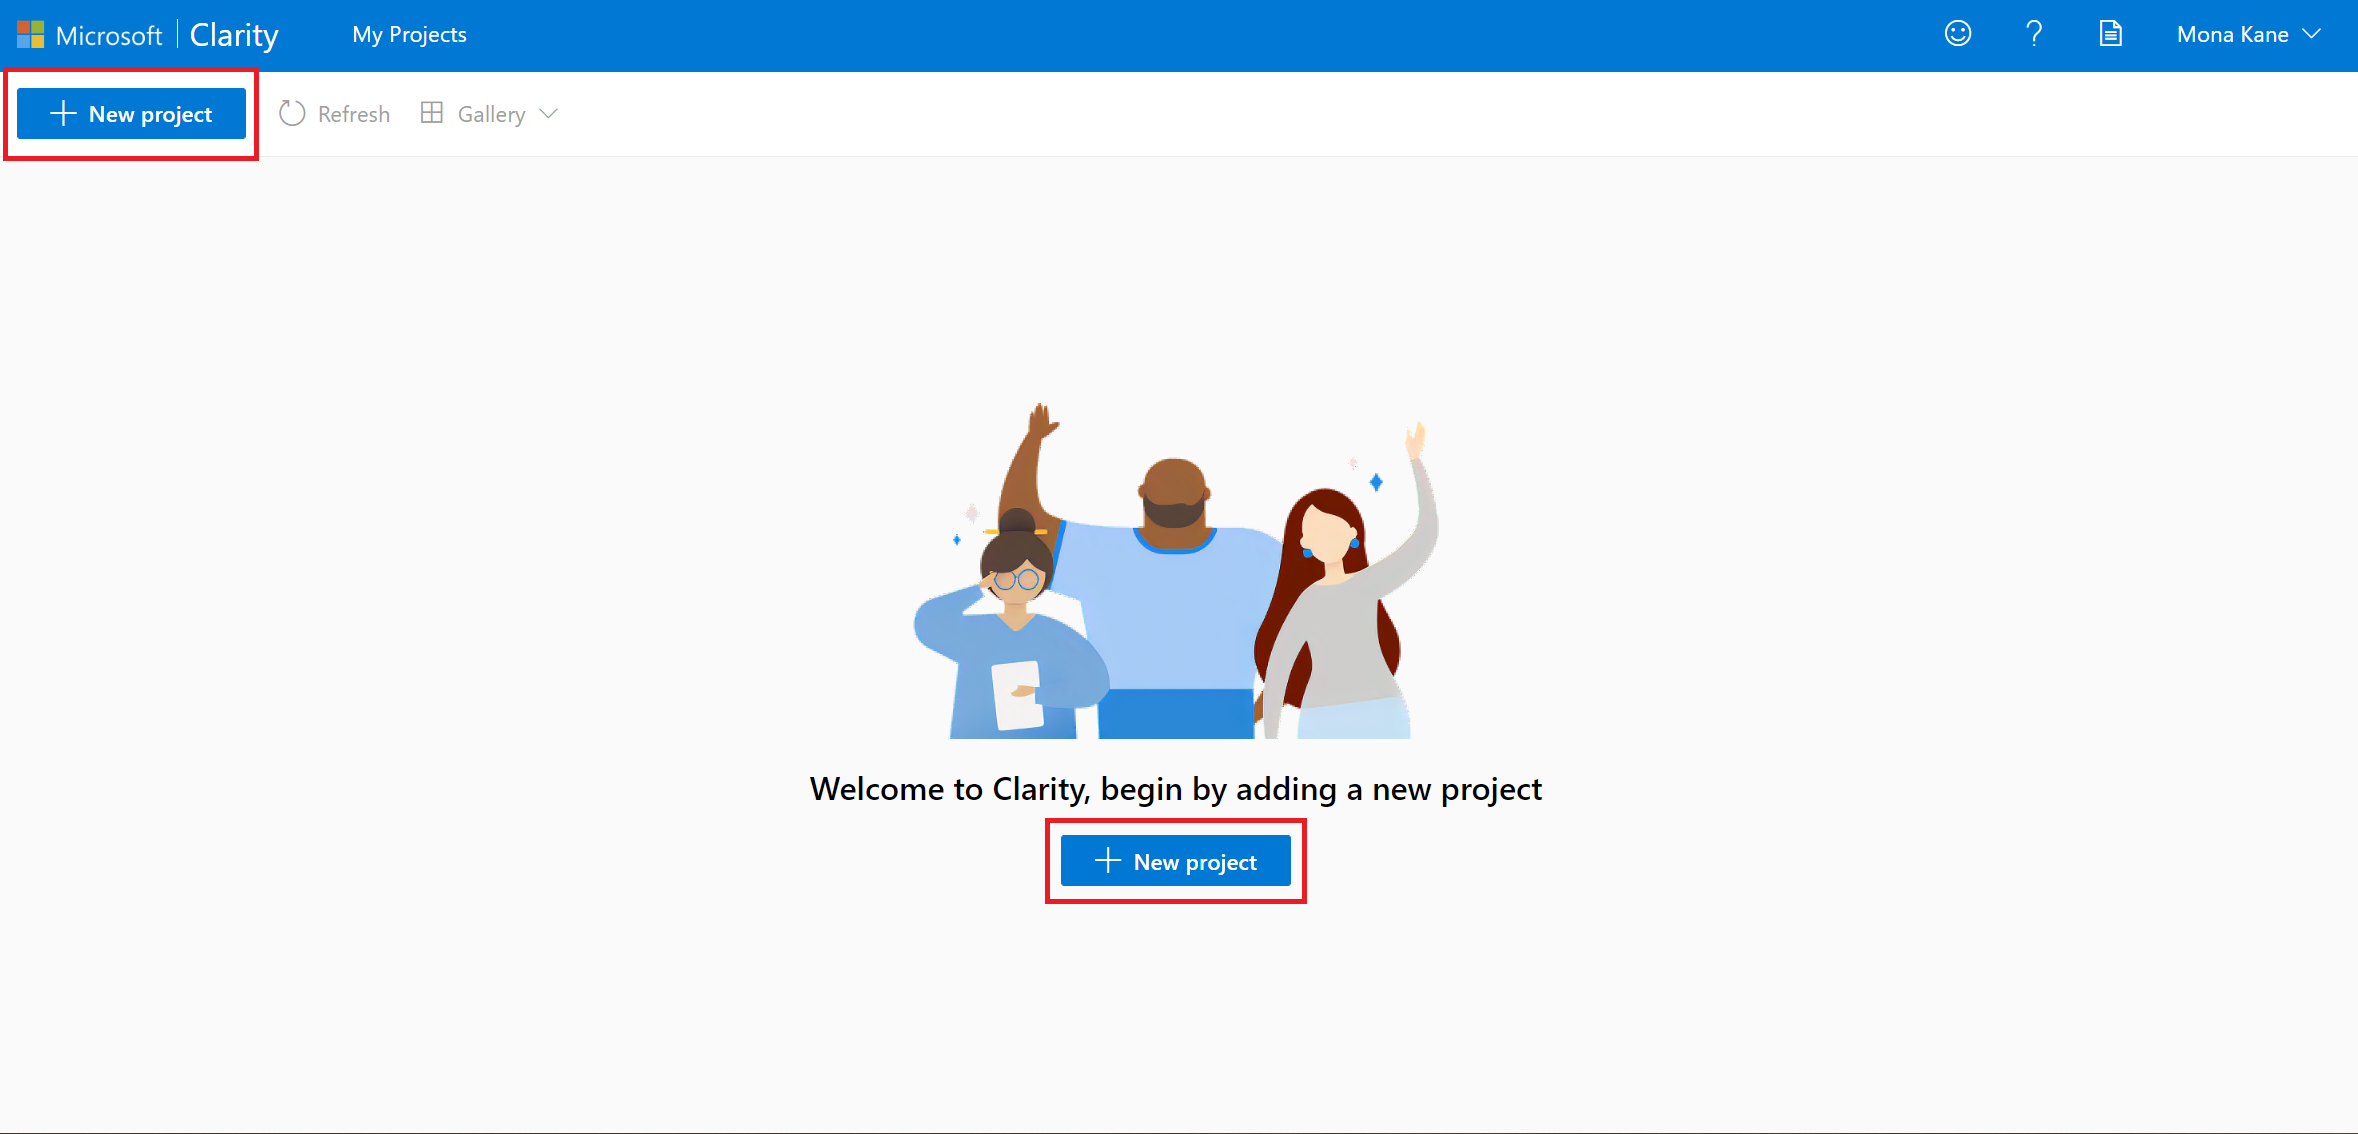 Microsoft | Clarity My Projects Mona Kane
New project Refresh Gallery
Welcome to Clarity, begin by adding a new project
New project